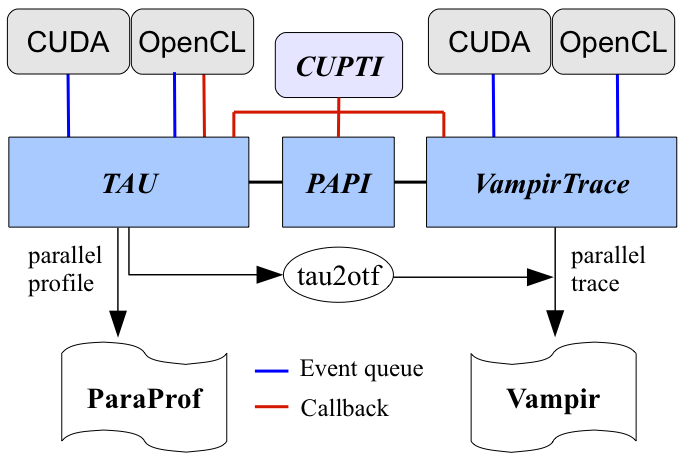 CUDA
OpenCL
CUPTI
CUDA
OpenCL
TAU
PAPI
VampirTrace
parallel
profile
tau2otf
parallel
trace
ParaProf
Event queue
Callback
Vampir